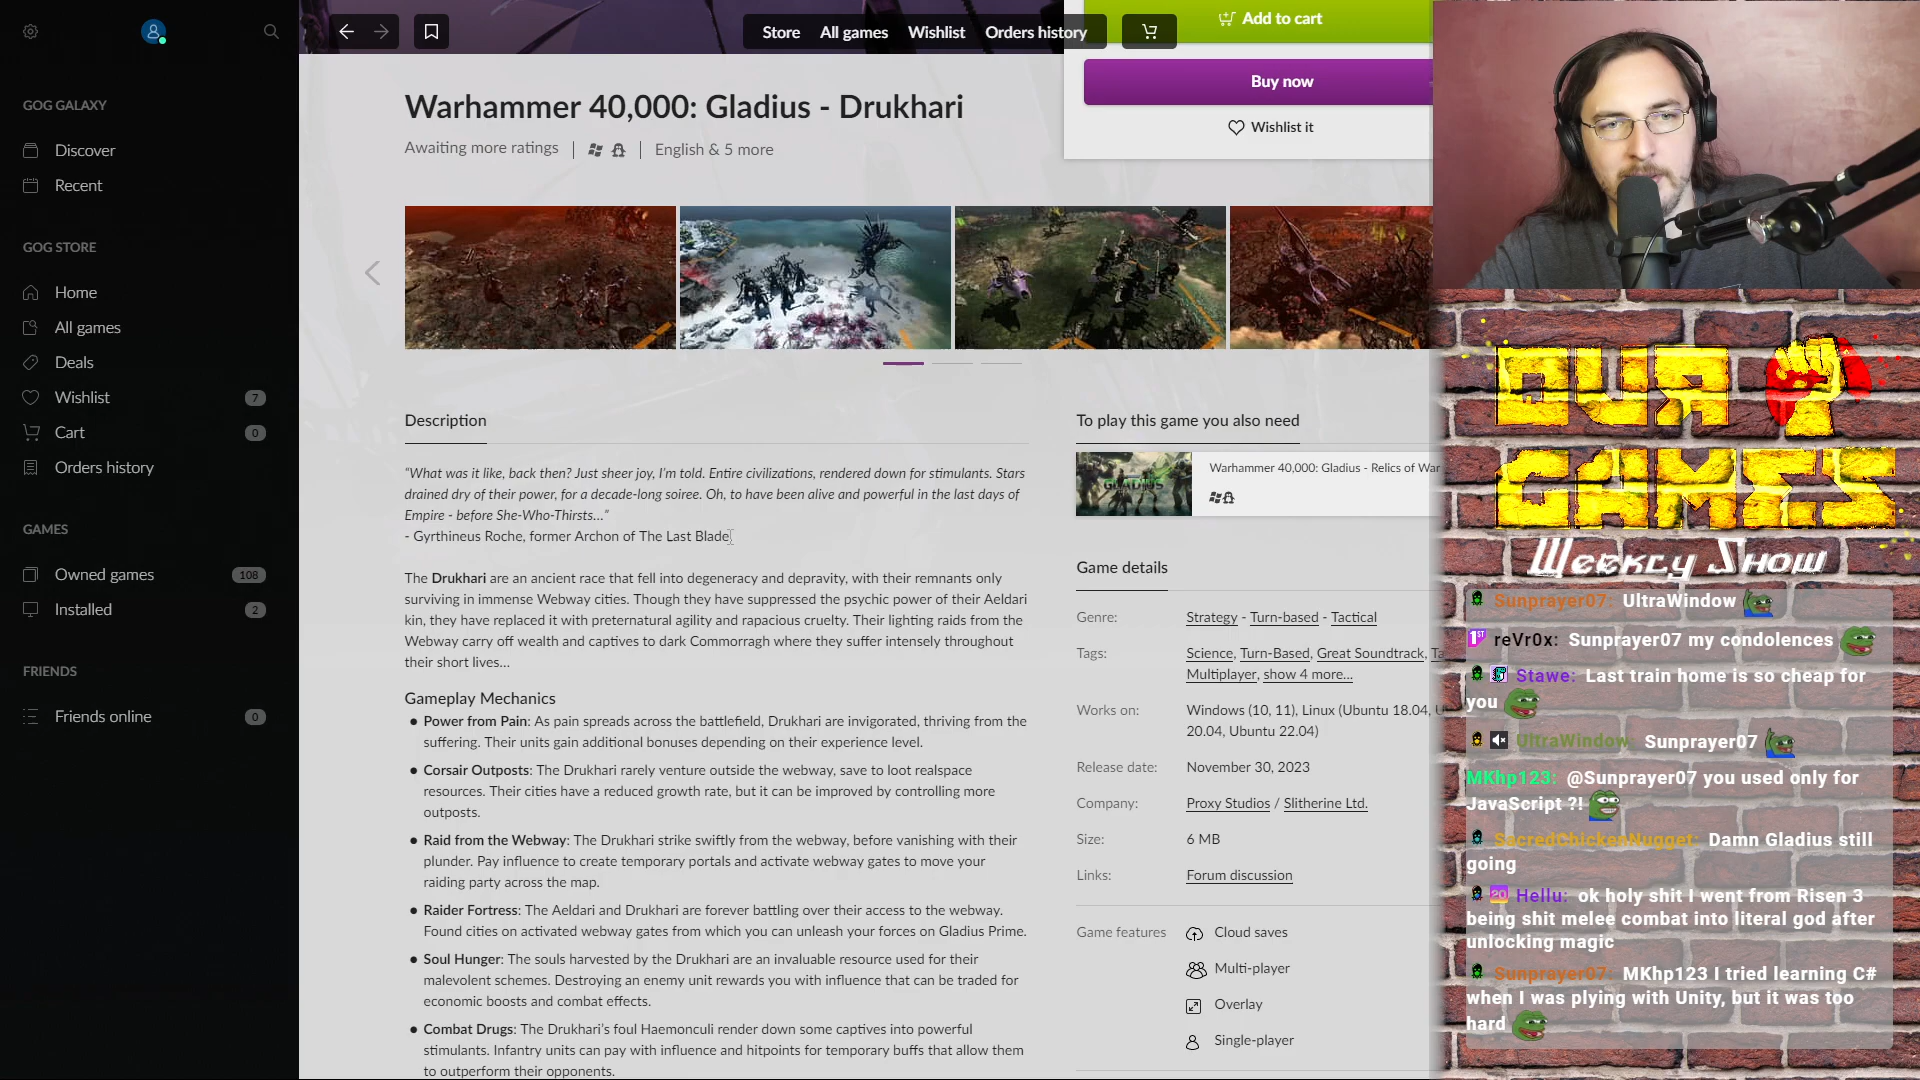 Store
All games
Wishlist
Orders history
Add to cart
Buy now
Wishlist it
GOG GALAXY
Discover
Recent
GOG STORE
Home
All games
Deals
Wishlist 7
Cart 0
Orders history
GAMES
Owned games 108
Installed 2
FRIENDS
Friends online 0
Warhammer 40,000: Gladius - Drukhari
Awaiting more ratings
English & 5 more
Description
“What was it like, back then? Just sheer joy, I’m told. Entire civilizations, rendered down for stimulants. Stars
drained dry of their power, for a decade-long soiree. Oh, to have been alive and powerful in the last days of
Empire - before She-Who-Thirsts…”
- Gyrthineus Roche, former Archon of The Last Blade
The Drukhari are an ancient race that fell into degeneracy and depravity, with their remnants only
surviving in immense Webway cities. Though they have suppressed the psychic power of their Aeldari
kin, they have replaced it with preternatural agility and rapacious cruelty. Their lighting raids from the
Webway carry off wealth and captives to dark Commorragh where they suffer intensely throughout
their short lives…
Gameplay Mechanics
● Power from Pain: As pain spreads across the battlefield, Drukhari are invigorated, thriving from the
suffering. Their units gain additional bonuses depending on their experience level.
● Corsair Outposts: The Drukhari rarely venture outside the webway, save to loot realspace
resources. Their cities have a reduced growth rate, but it can be improved by controlling more
outposts.
● Raid from the Webway: The Drukhari strike swiftly from the webway, before vanishing with their
plunder. Pay influence to create temporary portals and activate webway gates to move your
raiding party across the map.
● Raider Fortress: The Aeldari and Drukhari are forever battling over their access to the webway.
Found cities on activated webway gates from which you can unleash your forces on Gladius Prime.
● Soul Hunger: The souls harvested by the Drukhari are an invaluable resource used for their
malevolent schemes. Destroying an enemy unit rewards you with influence that can be traded for
economic boosts and combat effects.
● Combat Drugs: The Drukhari’s foul Haemonculi render down some captives into powerful
stimulants. Infantry units can pay with influence and hitpoints for temporary buffs that allow them
to outperform their opponents.
To play this game you also need
GLADIUS
Warhammer 40,000: Gladius - Relics of War
Game details
Genre: Strategy - Turn-based - Tactical
Tags: Science, Turn-Based, Great Soundtrack, Ta
Multiplayer, show 4 more...
Works on: Windows (10, 11), Linux (Ubuntu 18.04, U
20.04, Ubuntu 22.04)
Release date: November 30, 2023
Company: Proxy Studios / Slitherine Ltd.
Size: 6 MB
Links: Forum discussion
Game features
Cloud saves
Multi-player
Overlay
Single-player
OUR
GAMES
Weekly Show
Sunprayer07: UltraWindow
1ST reVr0x: Sunprayer07 my condolences
Stawe: Last train home is so cheap for
you
UltraWindow: Sunprayer07
MKhp123: @Sunprayer07 you used only for
JavaScript ?!
SacredChickenNugget: Damn Gladius still
going
Hellu: ok holy shit I went from Risen 3
being shit melee combat into literal god after
unlocking magic
Sunprayer07: MKhp123 I tried learning C#
when I was plying with Unity, but it was too
hard